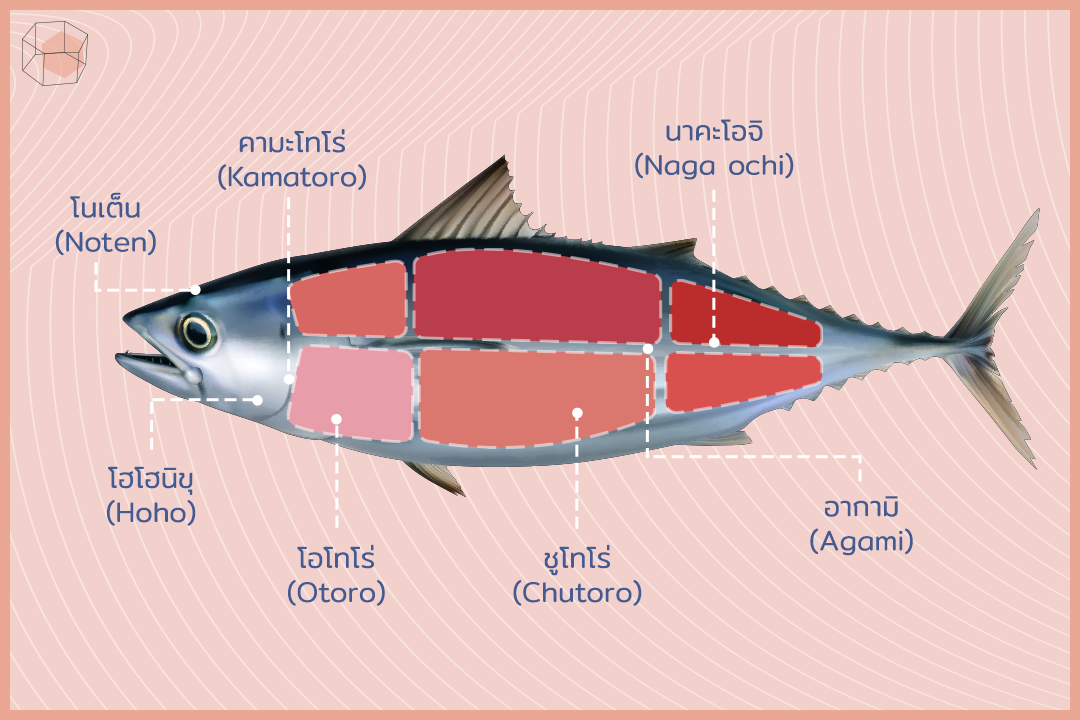 คามะโทโร่
(Kamatoro)
นาคะโอจิ
(Naga ochi)
โนเต็น
(Noten)
โฮโฮนิขุ
(Hoho)
อากามิ
(Agami)
โอโทโร่
(Otoro)
ชูโทโร่
(Chutoro)